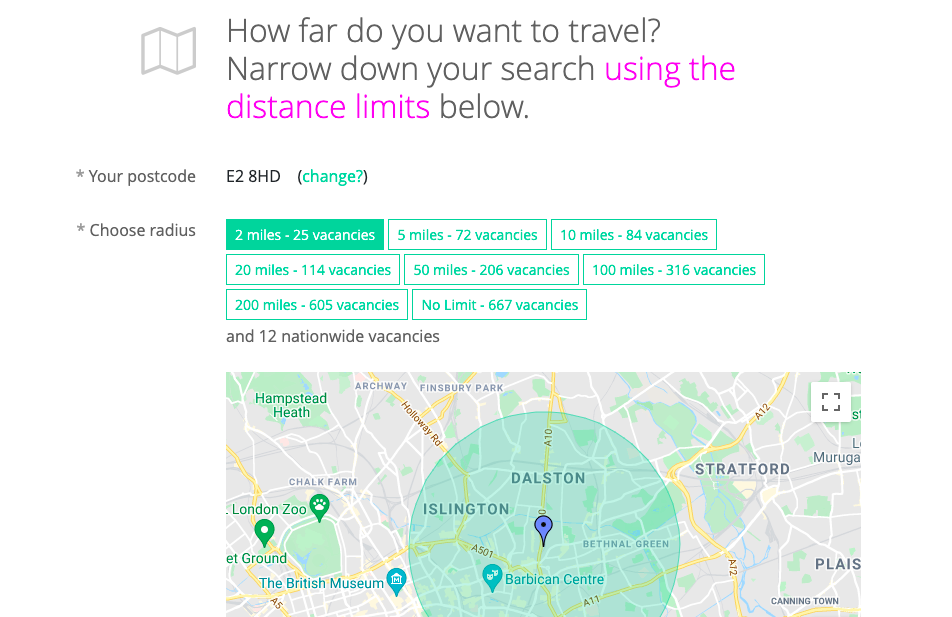 How far do you want to travel?
Narrow down your search using the
distance limits below.
* Your postcode E2 8HD (change?)
* Choose radius 2 miles - 25 vacancies 5 miles - 72 vacancies 10 miles - 84 vacancies
20 miles - 114 vacancies 50 miles - 206 vacancies 100 miles - 316 vacancies
200 miles - 605 vacancies No Limit - 667 vacancies
and 12 nationwide vacancies
ARCHWAY FINSBURY PARK
Hampstead
Heath
Holloway Rd
A10
A12
Muruga
STRATFORD
DALSTON
CHALK FARM
London Zoo
ISLINGTON
A501
BETHNAL GREEN
et Ground
PLAIS
A12
The British Museum
Barbican Centre
A5
A11
CANNING TOWN